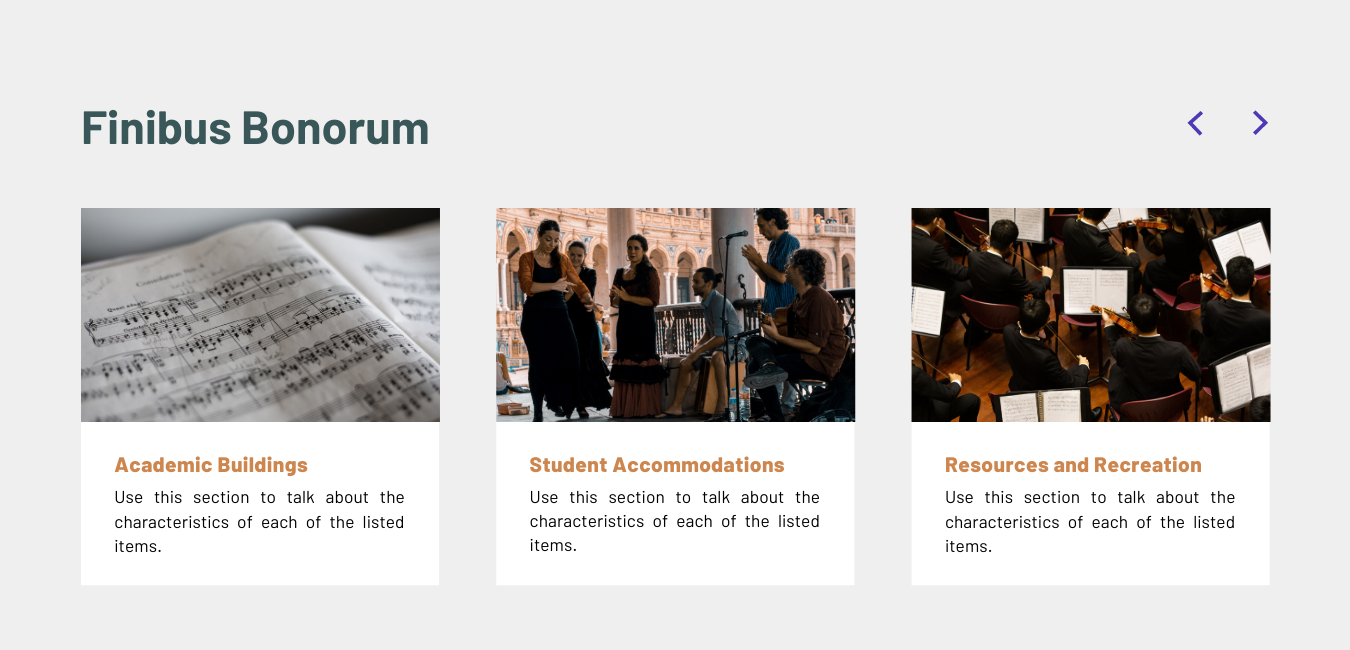 Finibus Bonorum
Academic Buildings
Use this section to talk about the
characteristics of each of the listed
items.
Student Accommodations
Use this section to talk about the
characteristics of each of the listed
items.
Resources and Recreation
Use this section to talk about the
characteristics of each of the listed
items.